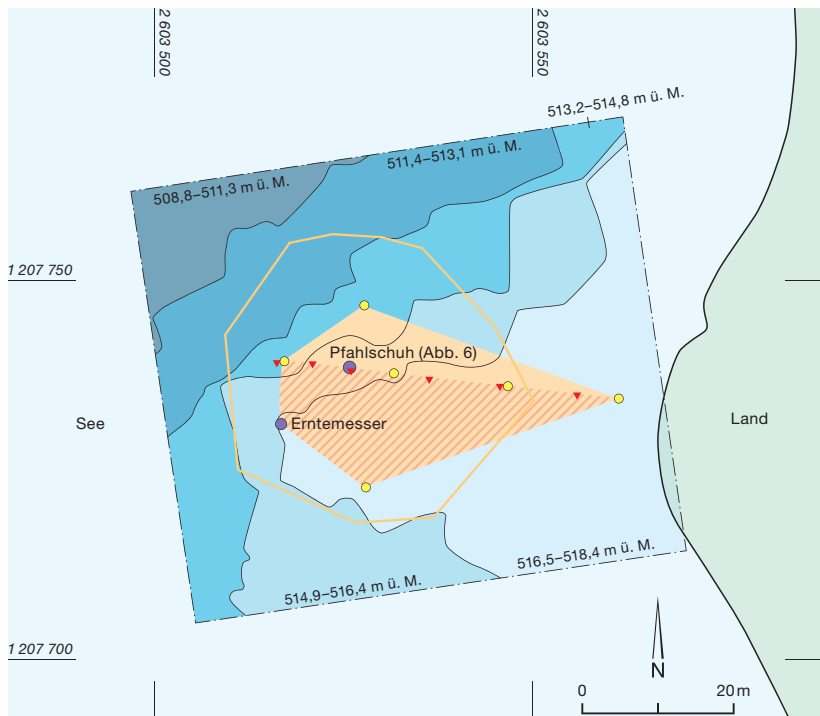 2 603 500
2 603 550
513,2–514,8 m ü. M.
511,4–513,1 m ü. M.
508,8–511,3 m ü. M.
1 207 750
Pfahlschuh (Abb. 6)
See
Erntemesser
Land
516,5–518,4 m ü. M.
514,9–516,4 m ü. M.
1 207 700
N
0
20 m